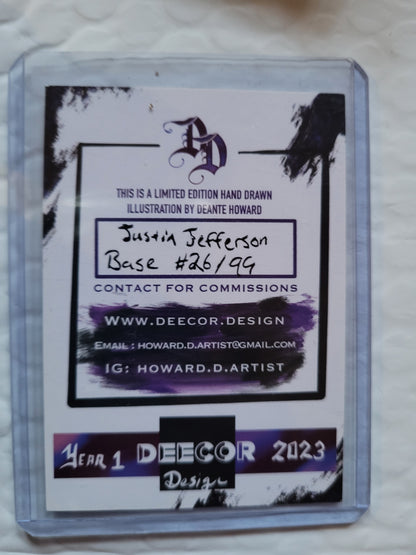 DD
THIS IS A LIMITED EDITION HAND DRAWN
ILLUSTRATION BY DEANTE HOWARD
Justin Jefferson
Base #26/99
CONTACT FOR COMMISSIONS
WWW.DEECOR.DESIGN
EMAIL : HOWARD.D.ARTIST@GMAIL.COM
IG: HOWARD.D.ARTIST
YEAR 1 DEECOR 2023
Design